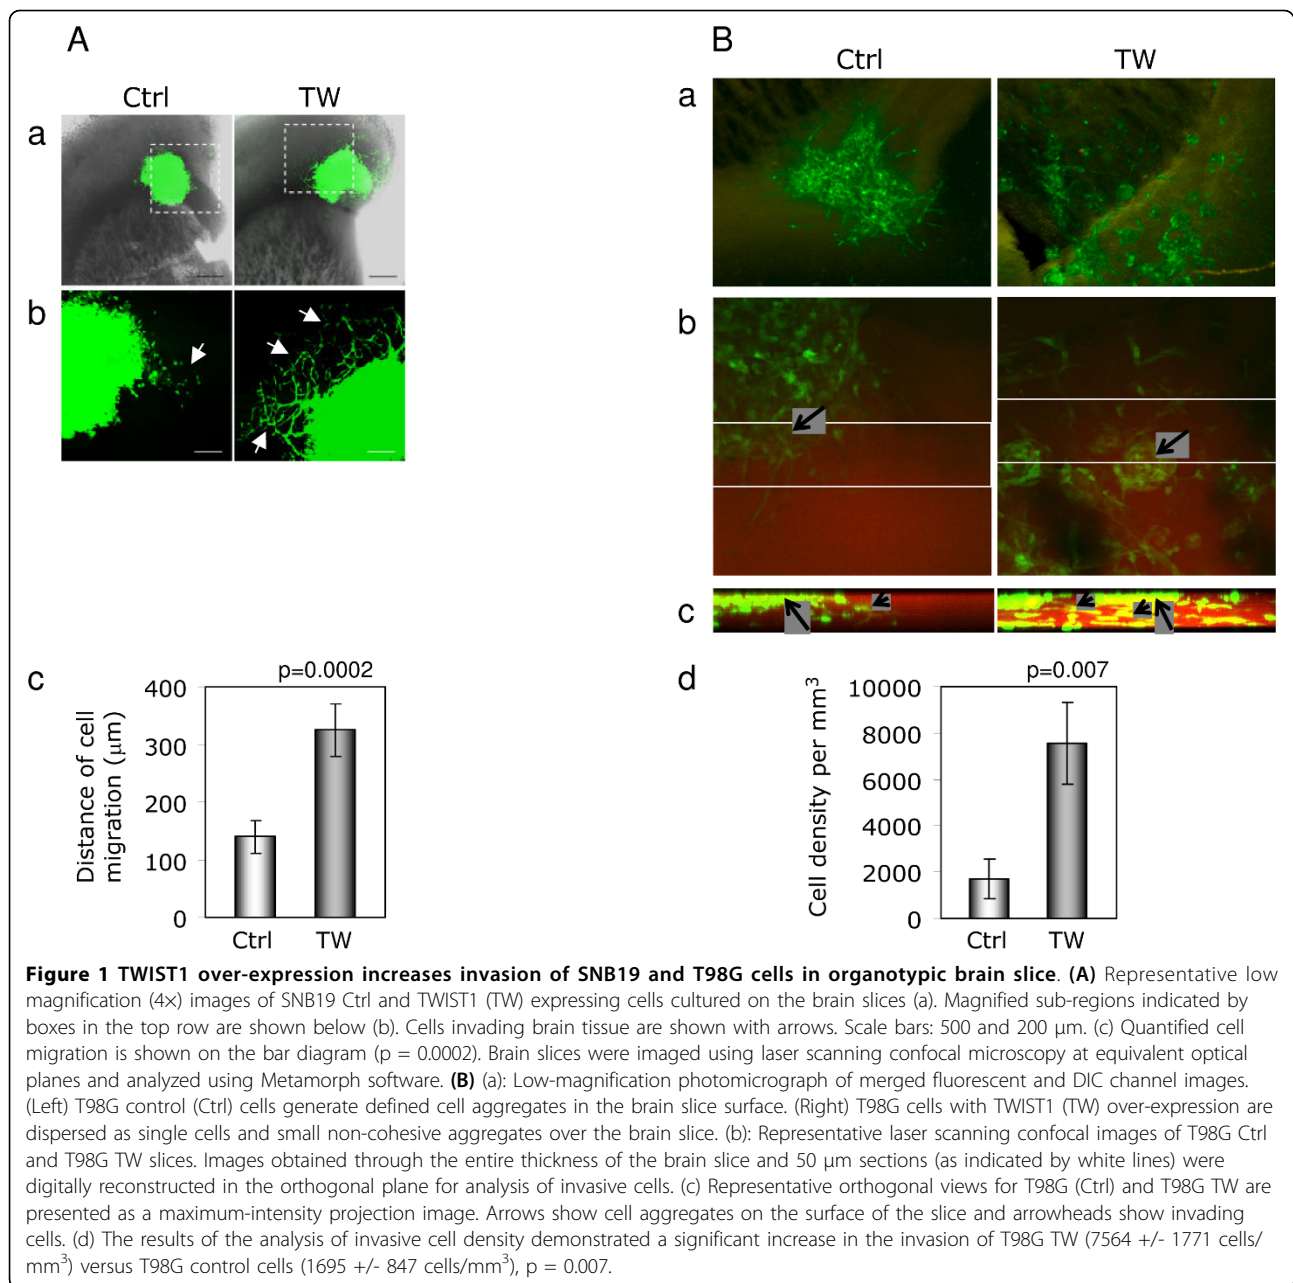 A
Ctrl TW
a
b
c
p=0.0002
Distance of cell
migration (μm)
400
300
200
100
0
Ctrl TW
B
Ctrl TW
a
b
c
d
p=0.007
Cell density per mm³
10000
8000
6000
4000
2000
0
Ctrl TW
Figure 1 TWIST1 over-expression increases invasion of SNB19 and T98G cells in organotypic brain slice. (A) Representative low
magnification (4×) images of SNB19 Ctrl and TWIST1 (TW) expressing cells cultured on the brain slices (a). Magnified sub-regions indicated by
boxes in the top row are shown below (b). Cells invading brain tissue are shown with arrows. Scale bars: 500 and 200 μm. (c) Quantified cell
migration is shown on the bar diagram (p = 0.0002). Brain slices were imaged using laser scanning confocal microscopy at equivalent optical
planes and analyzed using Metamorph software. (B) (a): Low-magnification photomicrograph of merged fluorescent and DIC channel images.
(Left) T98G control (Ctrl) cells generate defined cell aggregates in the brain slice surface. (Right) T98G cells with TWIST1 (TW) over-expression are
dispersed as single cells and small non-cohesive aggregates over the brain slice. (b): Representative laser scanning confocal images of T98G Ctrl
and T98G TW slices. Images obtained through the entire thickness of the brain slice and 50 μm sections (as indicated by white lines) were
digitally reconstructed in the orthogonal plane for analysis of invasive cells. (c) Representative orthogonal views for T98G (Ctrl) and T98G TW are
presented as a maximum-intensity projection image. Arrows show cell aggregates on the surface of the slice and arrowheads show invading
cells. (d) The results of the analysis of invasive cell density demonstrated a significant increase in the invasion of T98G TW (7564 +/- 1771 cells/
mm³) versus T98G control cells (1695 +/- 847 cells/mm³), p = 0.007.